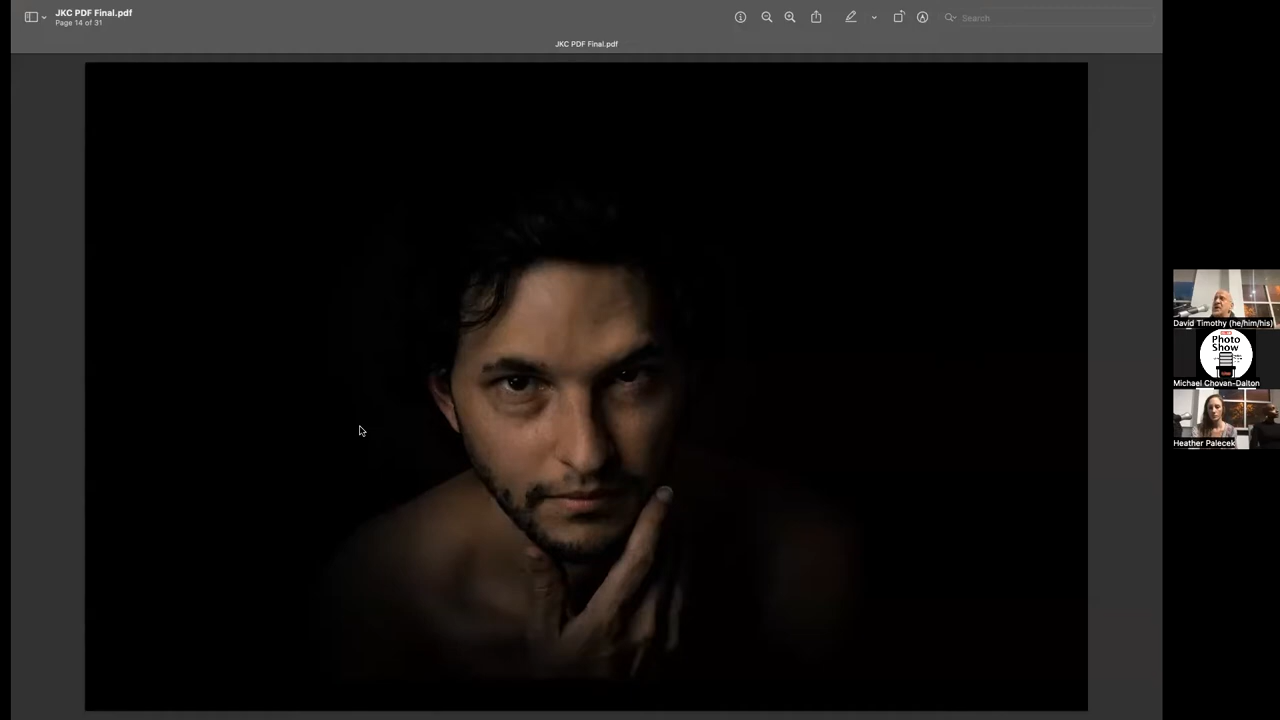 JKC PDF Final.pdf
Page 14 of 31
Search
JKC PDF Final.pdf
David Timothy (he/him/his)
Photo
Show
Michael Chovan-Dalton
Heather Palecek